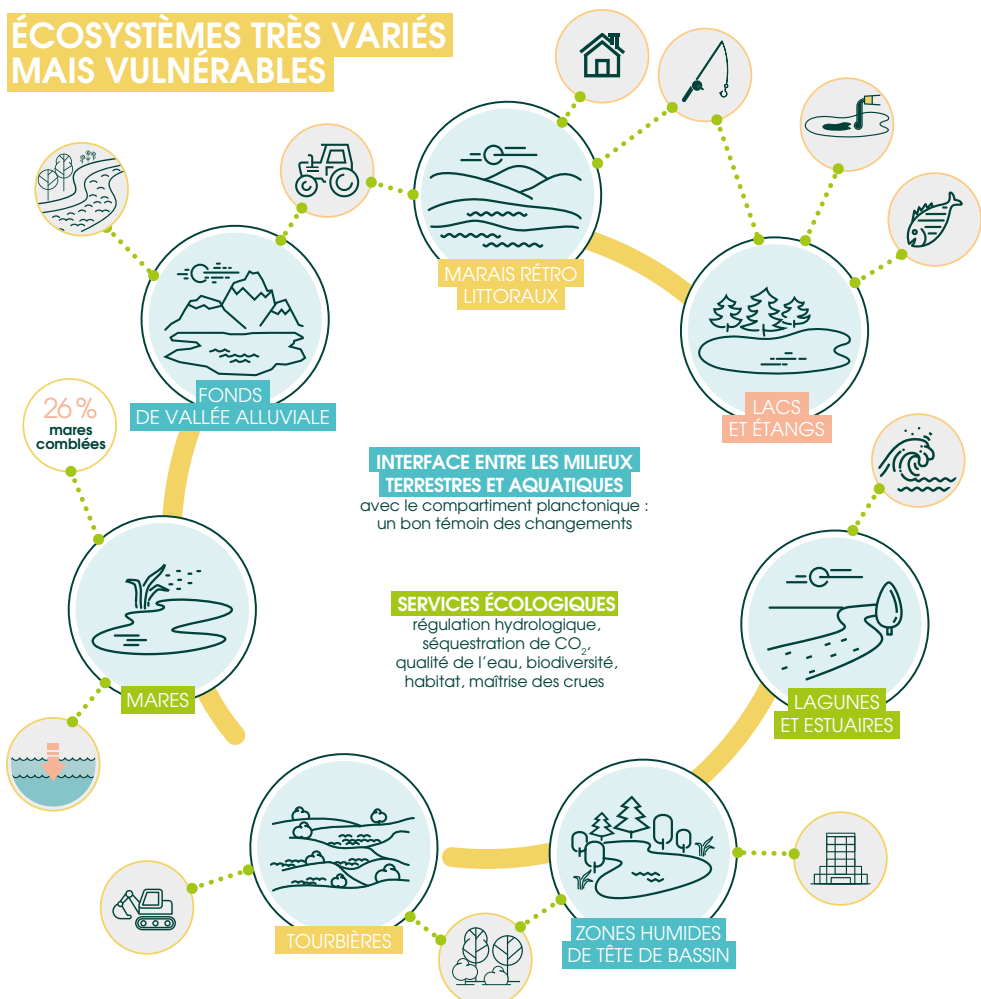 ÉCOSYSTÈMES TRÈS VARIÉS
MAIS VULNÉRABLES
MARAIS RÉTRO
LITTORAUX
FONDS
DE VALLÉE ALLUVIALE
LACS
ET ÉTANGS
26 %
mares
comblées
INTERFACE ENTRE LES MILIEUX
TERRESTRES ET AQUATIQUES
avec le compartiment planctonique :
un bon témoin des changements
SERVICES ÉCOLOGIQUES
régulation hydrologique,
séquestration de CO₂,
qualité de l’eau, biodiversité,
habitat, maîtrise des crues
MARES
LAGUNES
ET ESTUAIRES
TOURBIÈRES
ZONES HUMIDES
DE TÊTE DE BASSIN